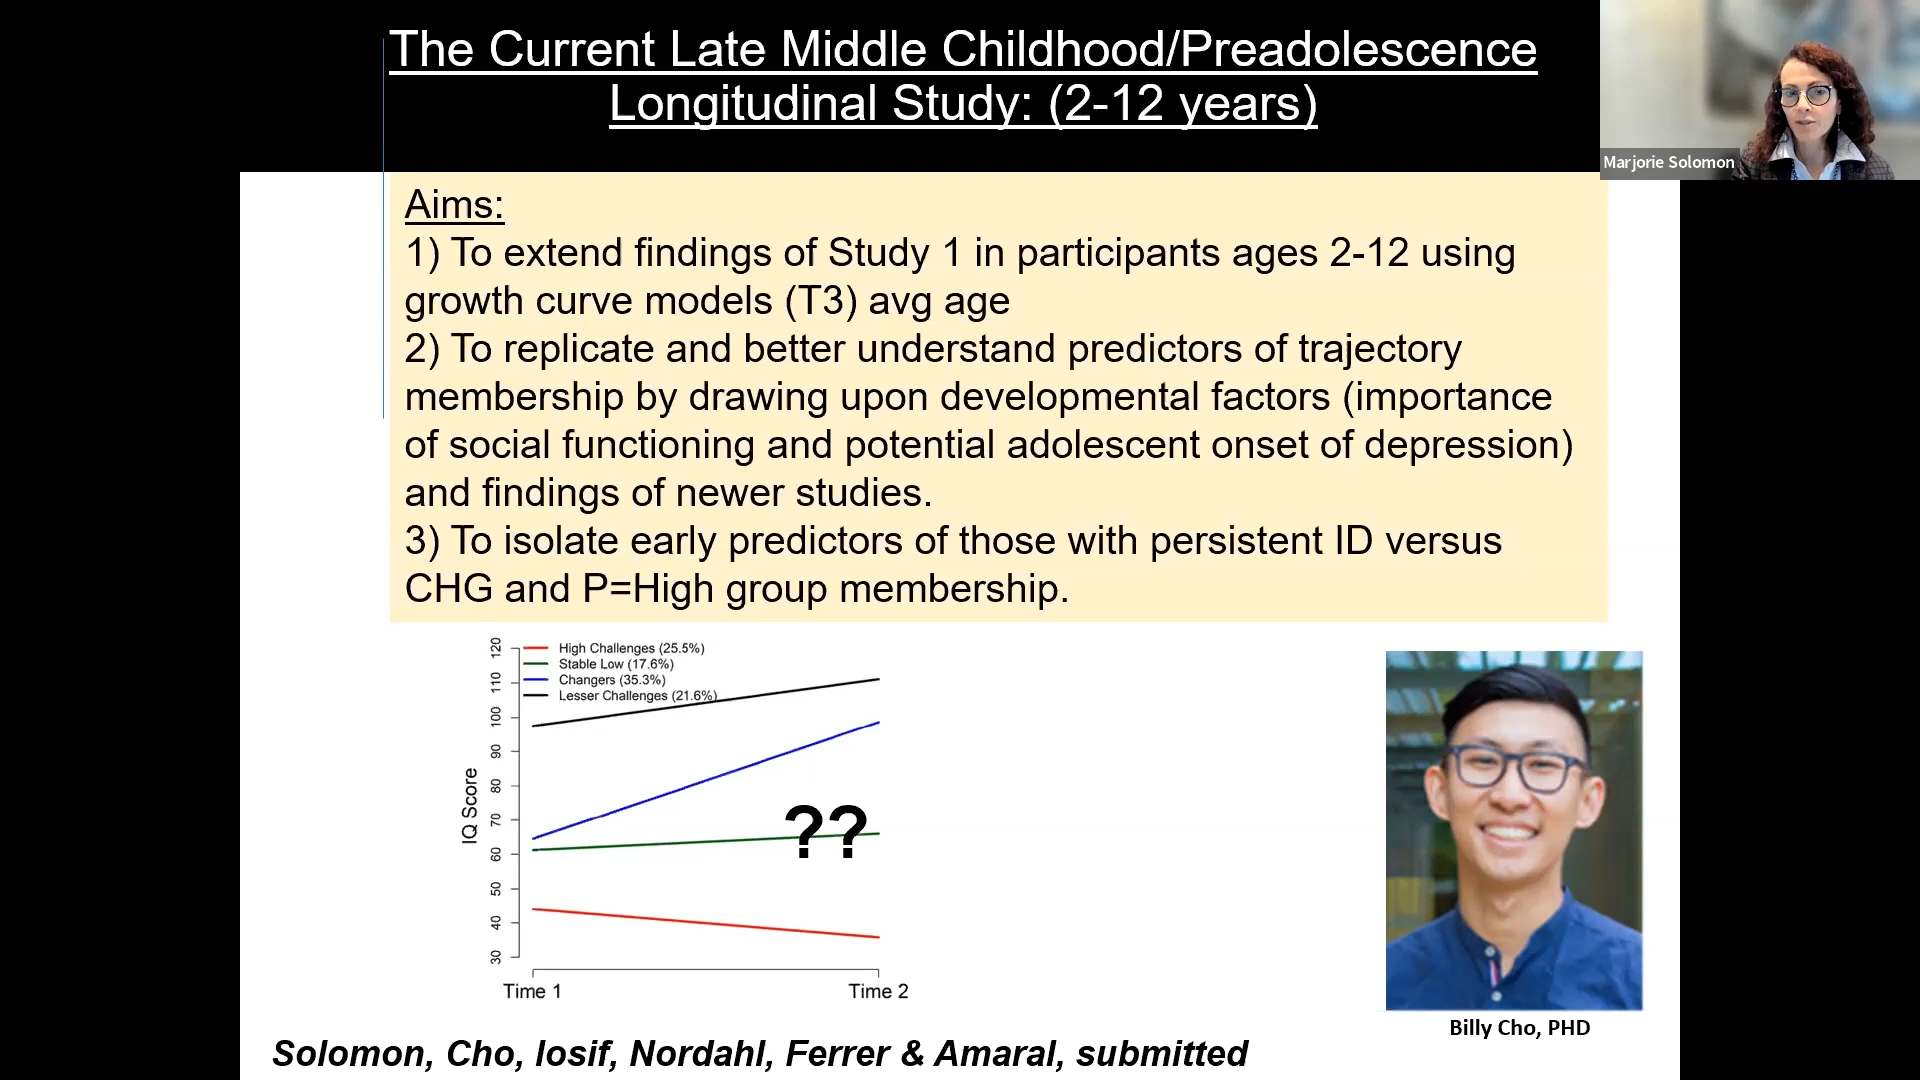 The Current Late Middle Childhood/Preadolescence
Longitudinal Study: (2-12 years)
Marjorie Solomon
Aims:
1) To extend findings of Study 1 in participants ages 2-12 using
growth curve models (T3) avg age
2) To replicate and better understand predictors of trajectory
membership by drawing upon developmental factors (importance
of social functioning and potential adolescent onset of depression)
and findings of newer studies.
3) To isolate early predictors of those with persistent ID versus
CHG and P=High group membership.
High Challenges (25.5%)
Stable Low (17.6%)
Changers (35.3%)
Lesser Challenges (21.6%)
IQ Score
120
110
100
90
80
70
60
50
40
30
??
Time 1
Time 2
Billy Cho, PHD
Solomon, Cho, Iosif, Nordahl, Ferrer & Amaral, submitted